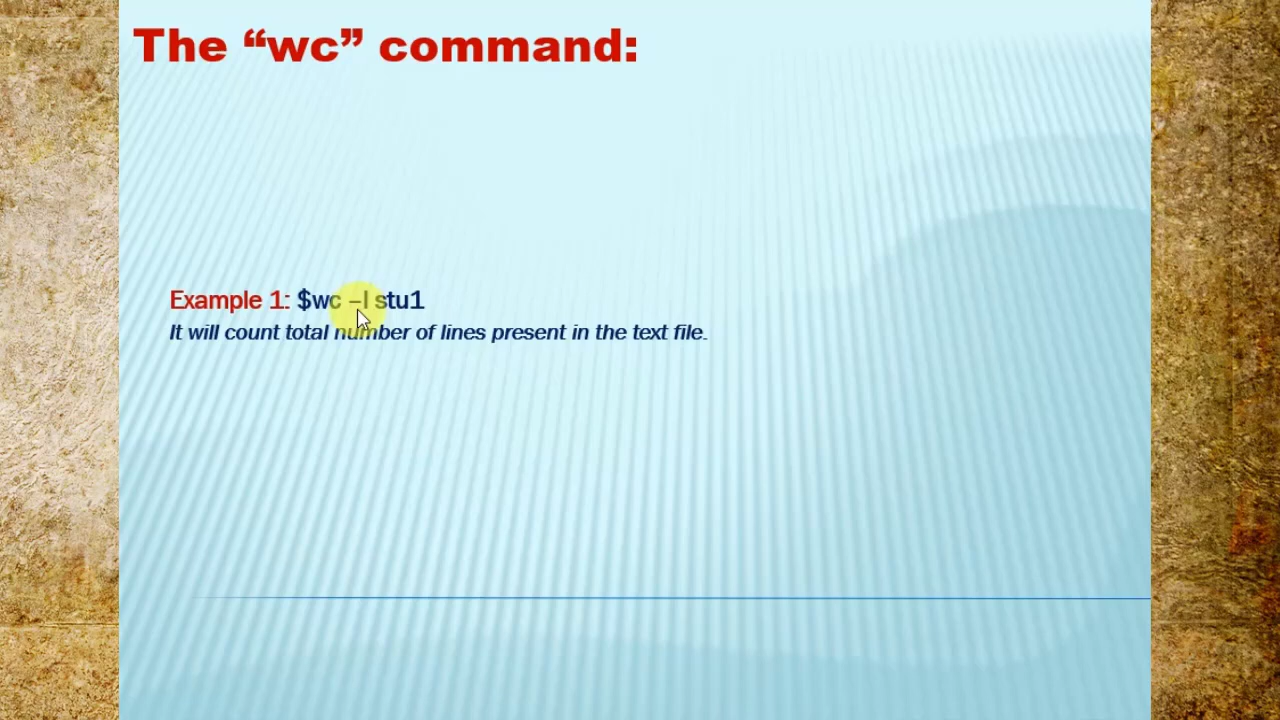 The “wc” command:
Example 1: $wc –l stu1
It will count total number of lines present in the text file.